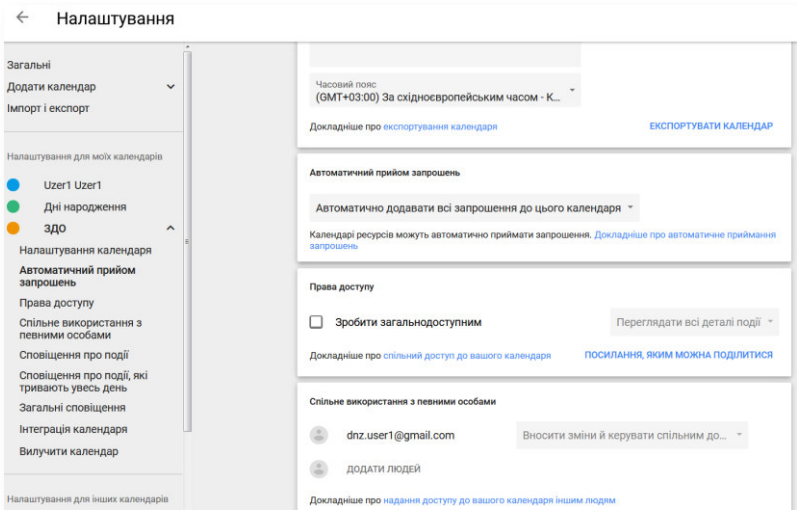 Налаштування
Загальні
Додати календар
Імпорт і експорт
Налаштування для моїх календарів
Uzer1 Uzer1
Дні народження
ЗДО
Налаштування календаря
Автоматичний прийом
запрошень
Права доступу
Спільне використання з
певними особами
Сповіщення про події
Сповіщення про події, які
тривають увесь день
Загальні сповіщення
Інтеграція календаря
Вилучити календар
Налаштування для інших календарів
Часовий пояс
(GMT+03:00) За східноєвропейським часом - К...
Докладніше про експортування календаря
ЕКСПОРТУВАТИ КАЛЕНДАР
Автоматичний прийом запрошень
Автоматично додавати всі запрошення до цього календаря
Календарі ресурсів можуть автоматично приймати запрошення. Докладніше про автоматичне приймання
запрошень
Права доступу
Зробити загальнодоступним
Переглядати всі деталі події
Докладніше про спільний доступ до вашого календаря
ПОСИЛАННЯ, ЯКИМ МОЖНА ПОДІЛИТИСЯ
Спільне використання з певними особами
dnz.user1@gmail.com
Вносити зміни й керувати спільним до...
ДОДАТИ ЛЮДЕЙ
Докладніше про надання доступу до вашого календаря іншим людям